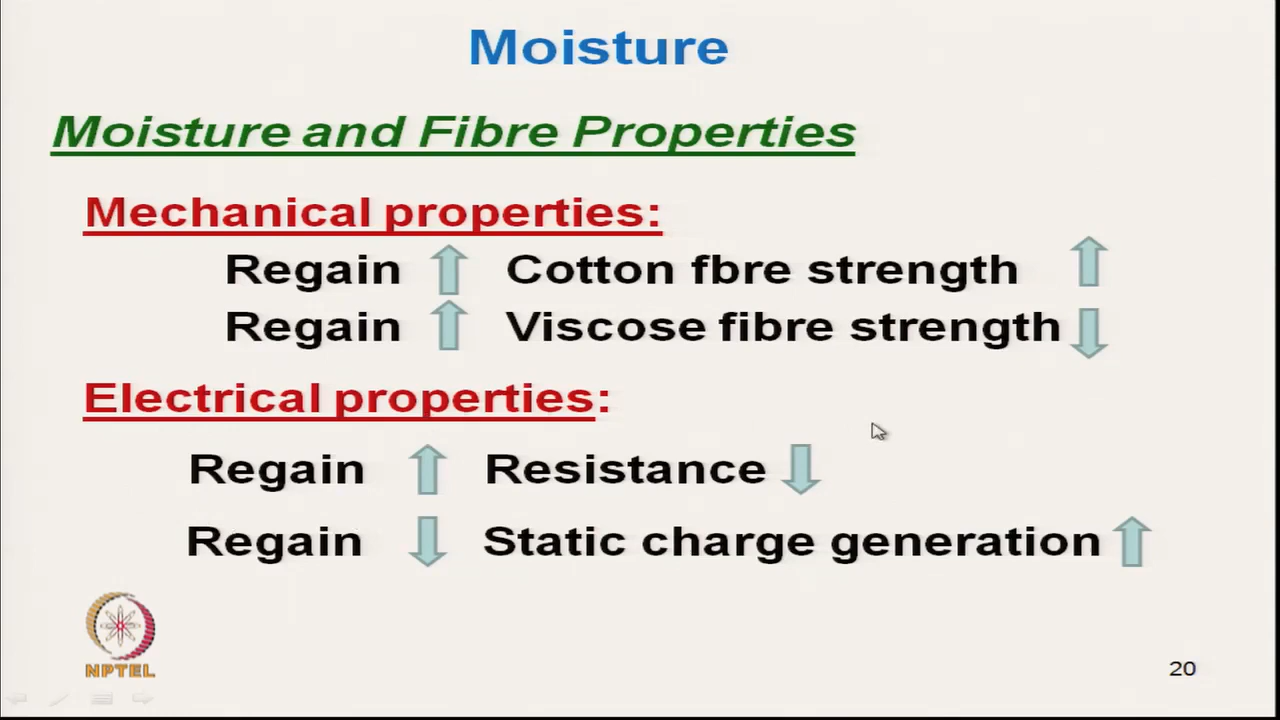 Moisture
Moisture and Fibre Properties
Mechanical properties:
Regain Cotton fbre strength
Regain Viscose fibre strength
Electrical properties:
Regain Resistance
Regain Static charge generation
NPTEL
20